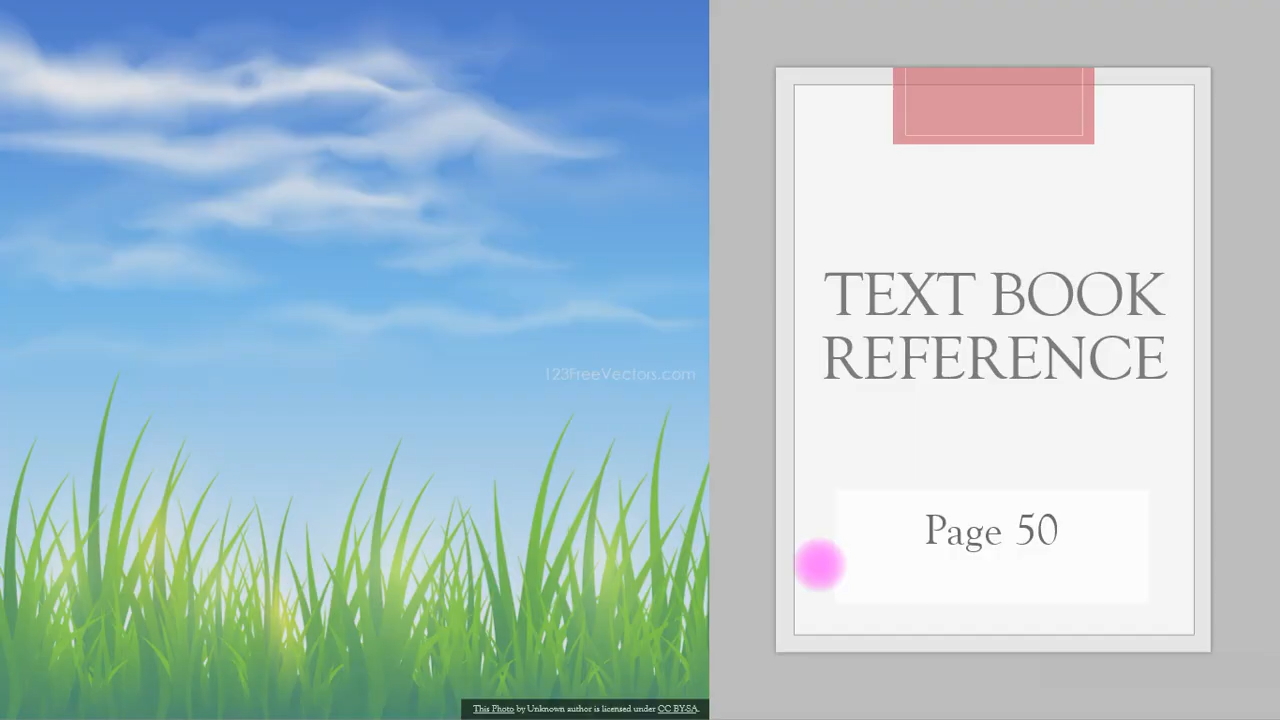 123FreeVectors.com
TEXT BOOK
REFERENCE
Page 50
This Photo by Unknown author is licensed under CC BY-SA.